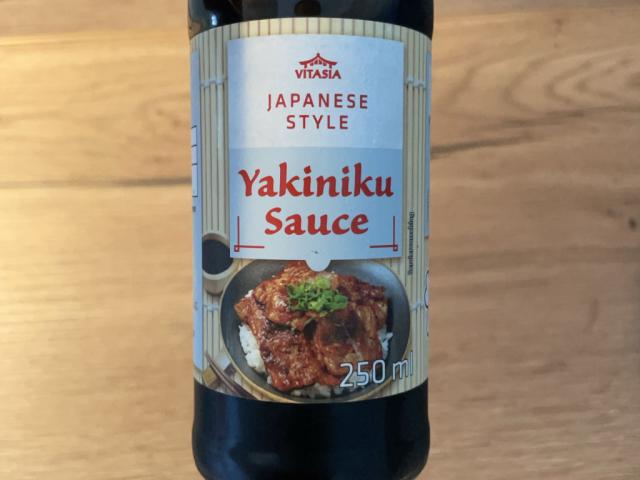 VITASIA
JAPANESE
STYLE
Yakiniku
Sauce
250 ml